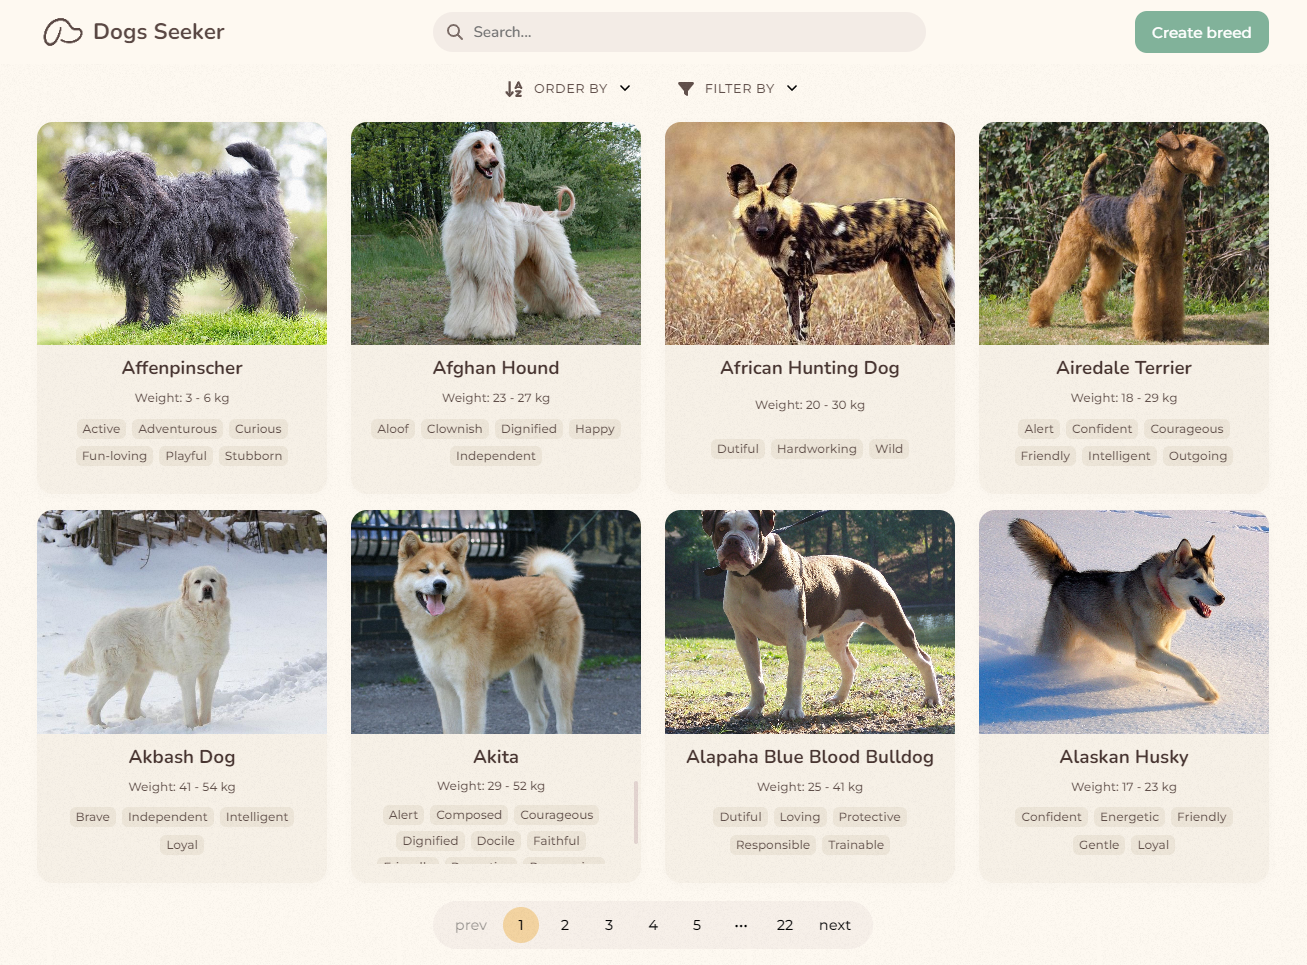 Dogs Seeker
Search...
Create breed
ORDER BY
FILTER BY
Affenpinscher
Weight: 3 - 6 kg
Active Adventurous Curious
Fun-loving Playful Stubborn
Afghan Hound
Weight: 23 - 27 kg
Aloof Clownish Dignified Happy
Independent
African Hunting Dog
Weight: 20 - 30 kg
Dutiful Hardworking Wild
Airedale Terrier
Weight: 18 - 29 kg
Alert Confident Courageous
Friendly Intelligent Outgoing
Akbash Dog
Weight: 41 - 54 kg
Brave Independent Intelligent
Loyal
Akita
Weight: 29 - 52 kg
Alert Composed Courageous
Dignified Docile Faithful
Alapaha Blue Blood Bulldog
Weight: 25 - 41 kg
Dutiful Loving Protective
Responsible Trainable
Alaskan Husky
Weight: 17 - 23 kg
Confident Energetic Friendly
Gentle Loyal
prev 1 2 3 4 5 ... 22 next